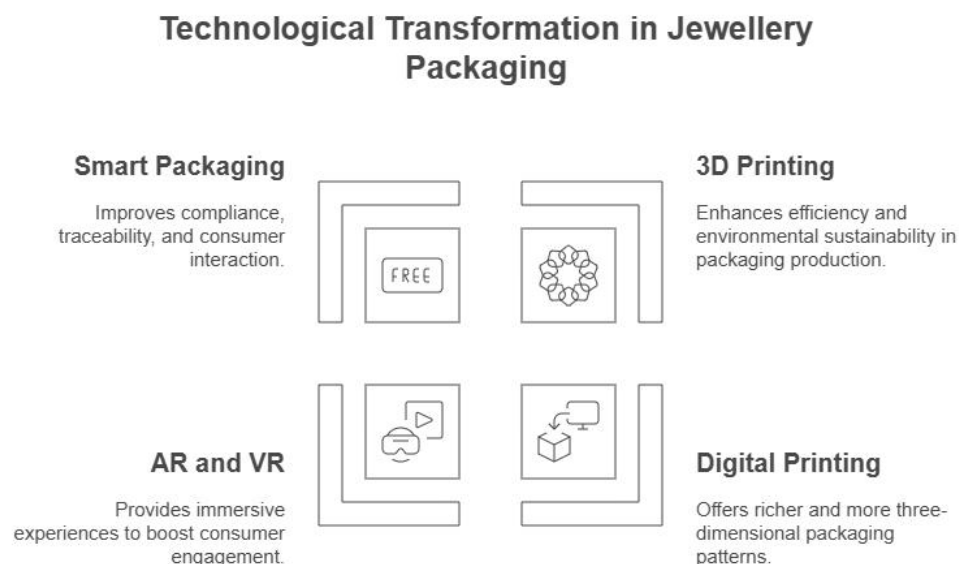 Technological Transformation in Jewellery
Packaging
Smart Packaging
Improves compliance,
traceability, and consumer
interaction.
FREE
3D Printing
Enhances efficiency and
environmental sustainability in
packaging production.
AR and VR
Provides immersive
experiences to boost consumer
engagement.
Digital Printing
Offers richer and more three-
dimensional packaging
patterns.